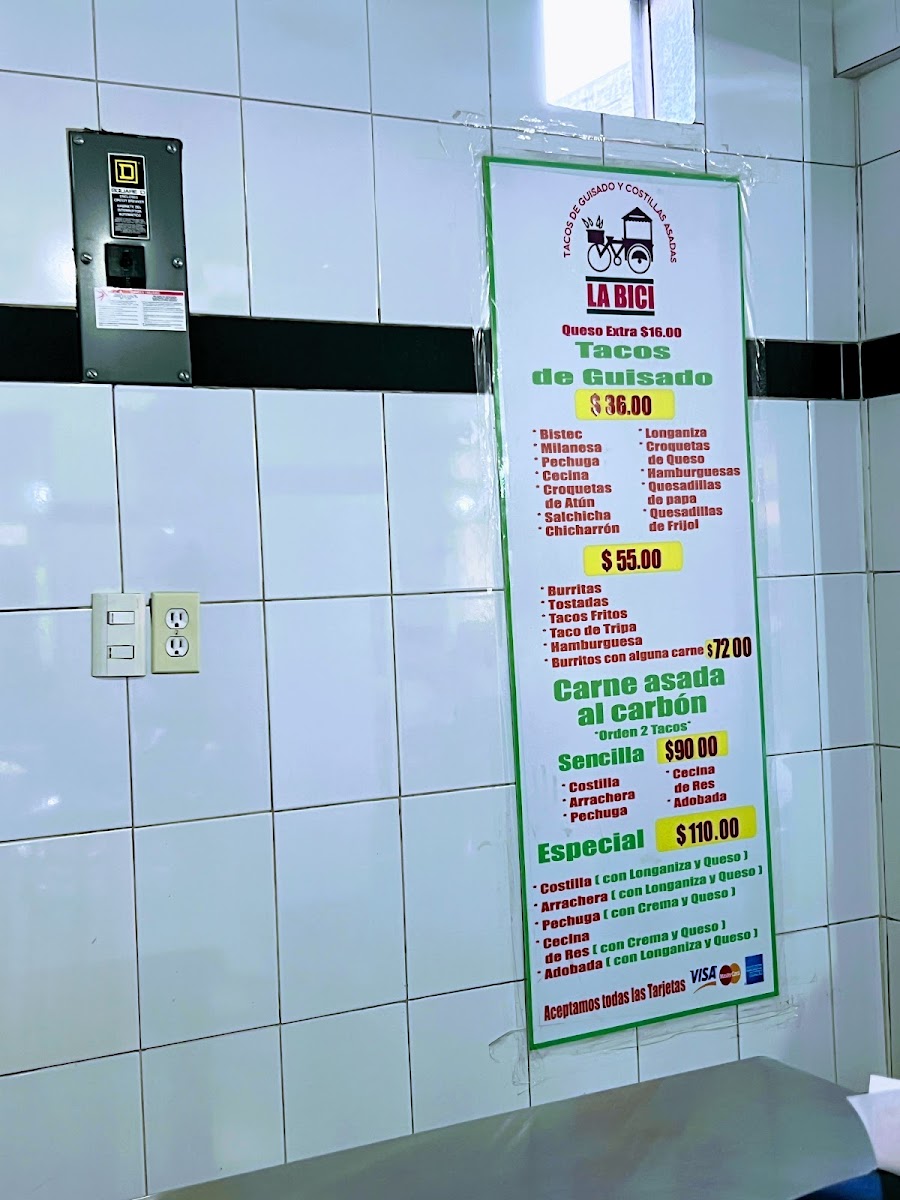 SQUARE D
TACOS DE GUISADO Y COSTILLAS ASADAS
LA BICI
Queso Extra $16.00
Tacos
de Guisado
$ 36.00
* Bistec
* Milanesa
* Pechuga
* Cecina
* Croquetas
de Atún
* Salchicha
* Chicharrón
* Longaniza
* Croquetas
de Queso
* Hamburguesas
* Quesadillas
de papa
* Quesadillas
de Frijol
$ 55.00
* Burritas
* Tostadas
* Tacos Fritos
* Taco de Tripa
* Hamburguesa
* Burritos con alguna carne $72 00
Carne asada
al carbón
*Orden 2 Tacos*
Sencilla $90 00
* Costilla
* Arrachera
* Pechuga
* Cecina
de Res
* Adobada
Especial $ 110.00
* Costilla ( con Longaniza y Queso )
* Arrachera ( con Longaniza y Queso )
* Pechuga ( con Crema y Queso )
* Cecina
de Res ( con Crema y Queso )
* Adobada ( con Longaniza y Queso )
Aceptamos todas las Tarjetas VISA MasterCard